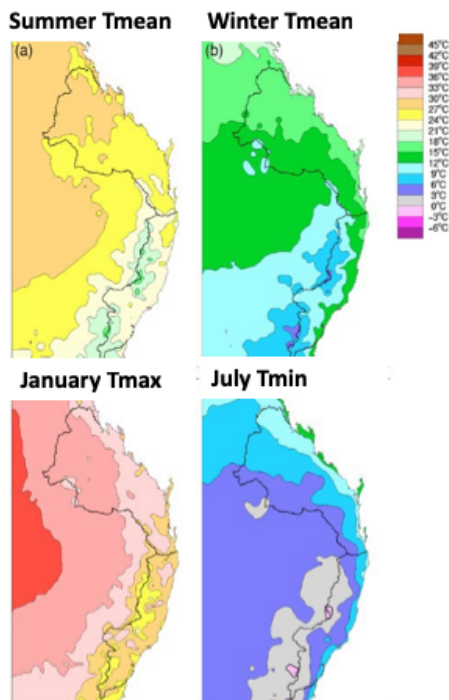 Summer Tmean
Winter Tmean
(a)
(b)
45°C
42°C
39°C
36°C
33°C
30°C
27°C
24°C
21°C
18°C
15°C
12°C
9°C
6°C
3°C
0°C
-3°C
-6°C
January Tmax
July Tmin